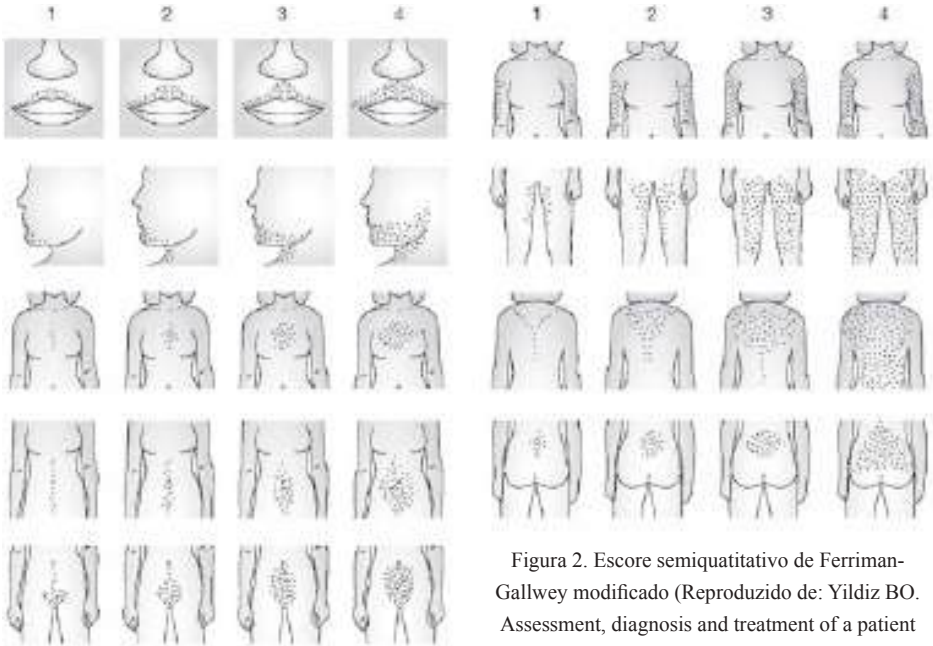 1 2 3 4
1 2 3 4
Figura 2. Escore semiquatitativo de Ferriman-
Gallwey modificado (Reproduzido de: Yildiz BO.
Assessment, diagnosis and treatment of a patient